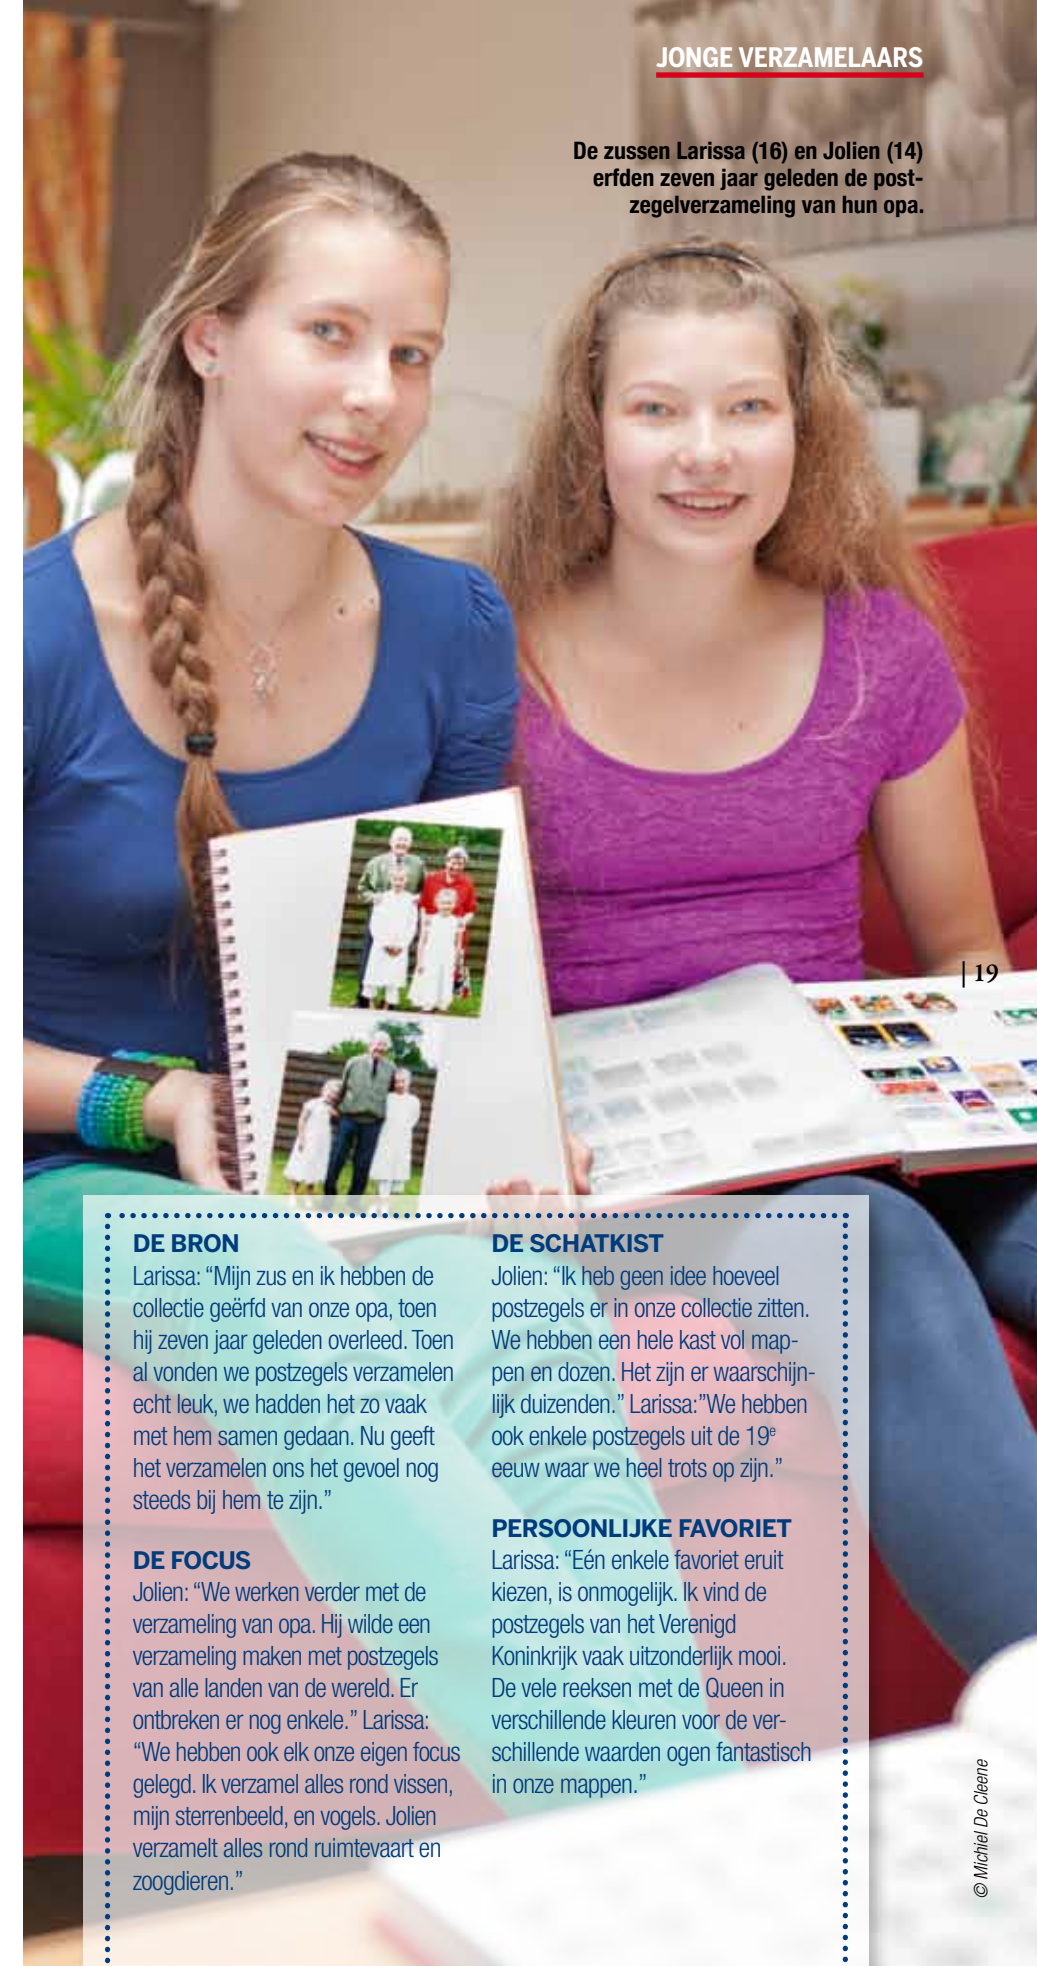 JONGE VERZAMELAARS
De zussen Larissa (16) en Jolien (14)
erfden zeven jaar geleden de post-
zegelverzameling van hun opa.
| 19
DE BRON
Larissa: “Mijn zus en ik hebben de
collectie geërfd van onze opa, toen
hij zeven jaar geleden overleed. Toen
al vonden we postzegels verzamelen
echt leuk, we hadden het zo vaak
met hem samen gedaan. Nu geeft
het verzamelen ons het gevoel nog
steeds bij hem te zijn.”
DE FOCUS
Jolien: “We werken verder met de
verzameling van opa. Hij wilde een
verzameling maken met postzegels
van alle landen van de wereld. Er
ontbreken er nog enkele.” Larissa:
“We hebben ook elk onze eigen focus
gelegd. Ik verzamel alles rond vissen,
mijn sterrenbeeld, en vogels. Jolien
verzamelt alles rond ruimtevaart en
zoogdieren.”
DE SCHATKIST
Jolien: “Ik heb geen idee hoeveel
postzegels er in onze collectie zitten.
We hebben een hele kast vol map-
pen en dozen. Het zijn er waarschijn-
lijk duizenden.” Larissa:”We hebben
ook enkele postzegels uit de 19e
eeuw waar we heel trots op zijn.”
PERSOONLIJKE FAVORIET
Larissa: “Eén enkele favoriet eruit
kiezen, is onmogelijk. Ik vind de
postzegels van het Verenigd
Koninkrijk vaak uitzonderlijk mooi.
De vele reeksen met de Queen in
verschillende kleuren voor de ver-
schillende waarden ogen fantastisch
in onze mappen.”
© Michiel De Cleene